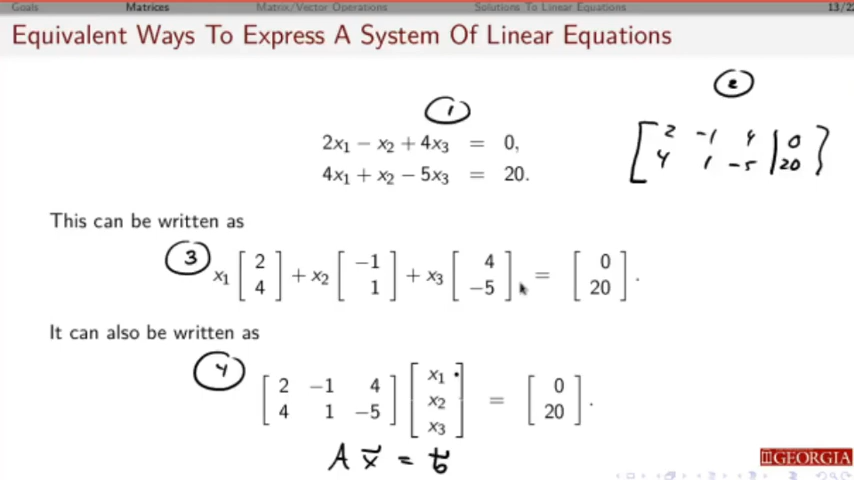 Goals Matrices Matrix/Vector Operations Solutions To Linear Equations 13/22
Equivalent Ways To Express A System Of Linear Equations
① ②
2x₁ − x₂ + 4x₃ = 0,
4x₁ + x₂ − 5x₃ = 20.
[2 -1 4 | 0]
[4 1 -5 | 20]
This can be written as
③ x₁ [2; 4] + x₂ [−1; 1] + x₃ [4; −5] = [0; 20].
It can also be written as
④ [2 −1 4; 4 1 −5] [x₁; x₂; x₃] = [0; 20].
A x⃗ = b⃗
GEORGIA